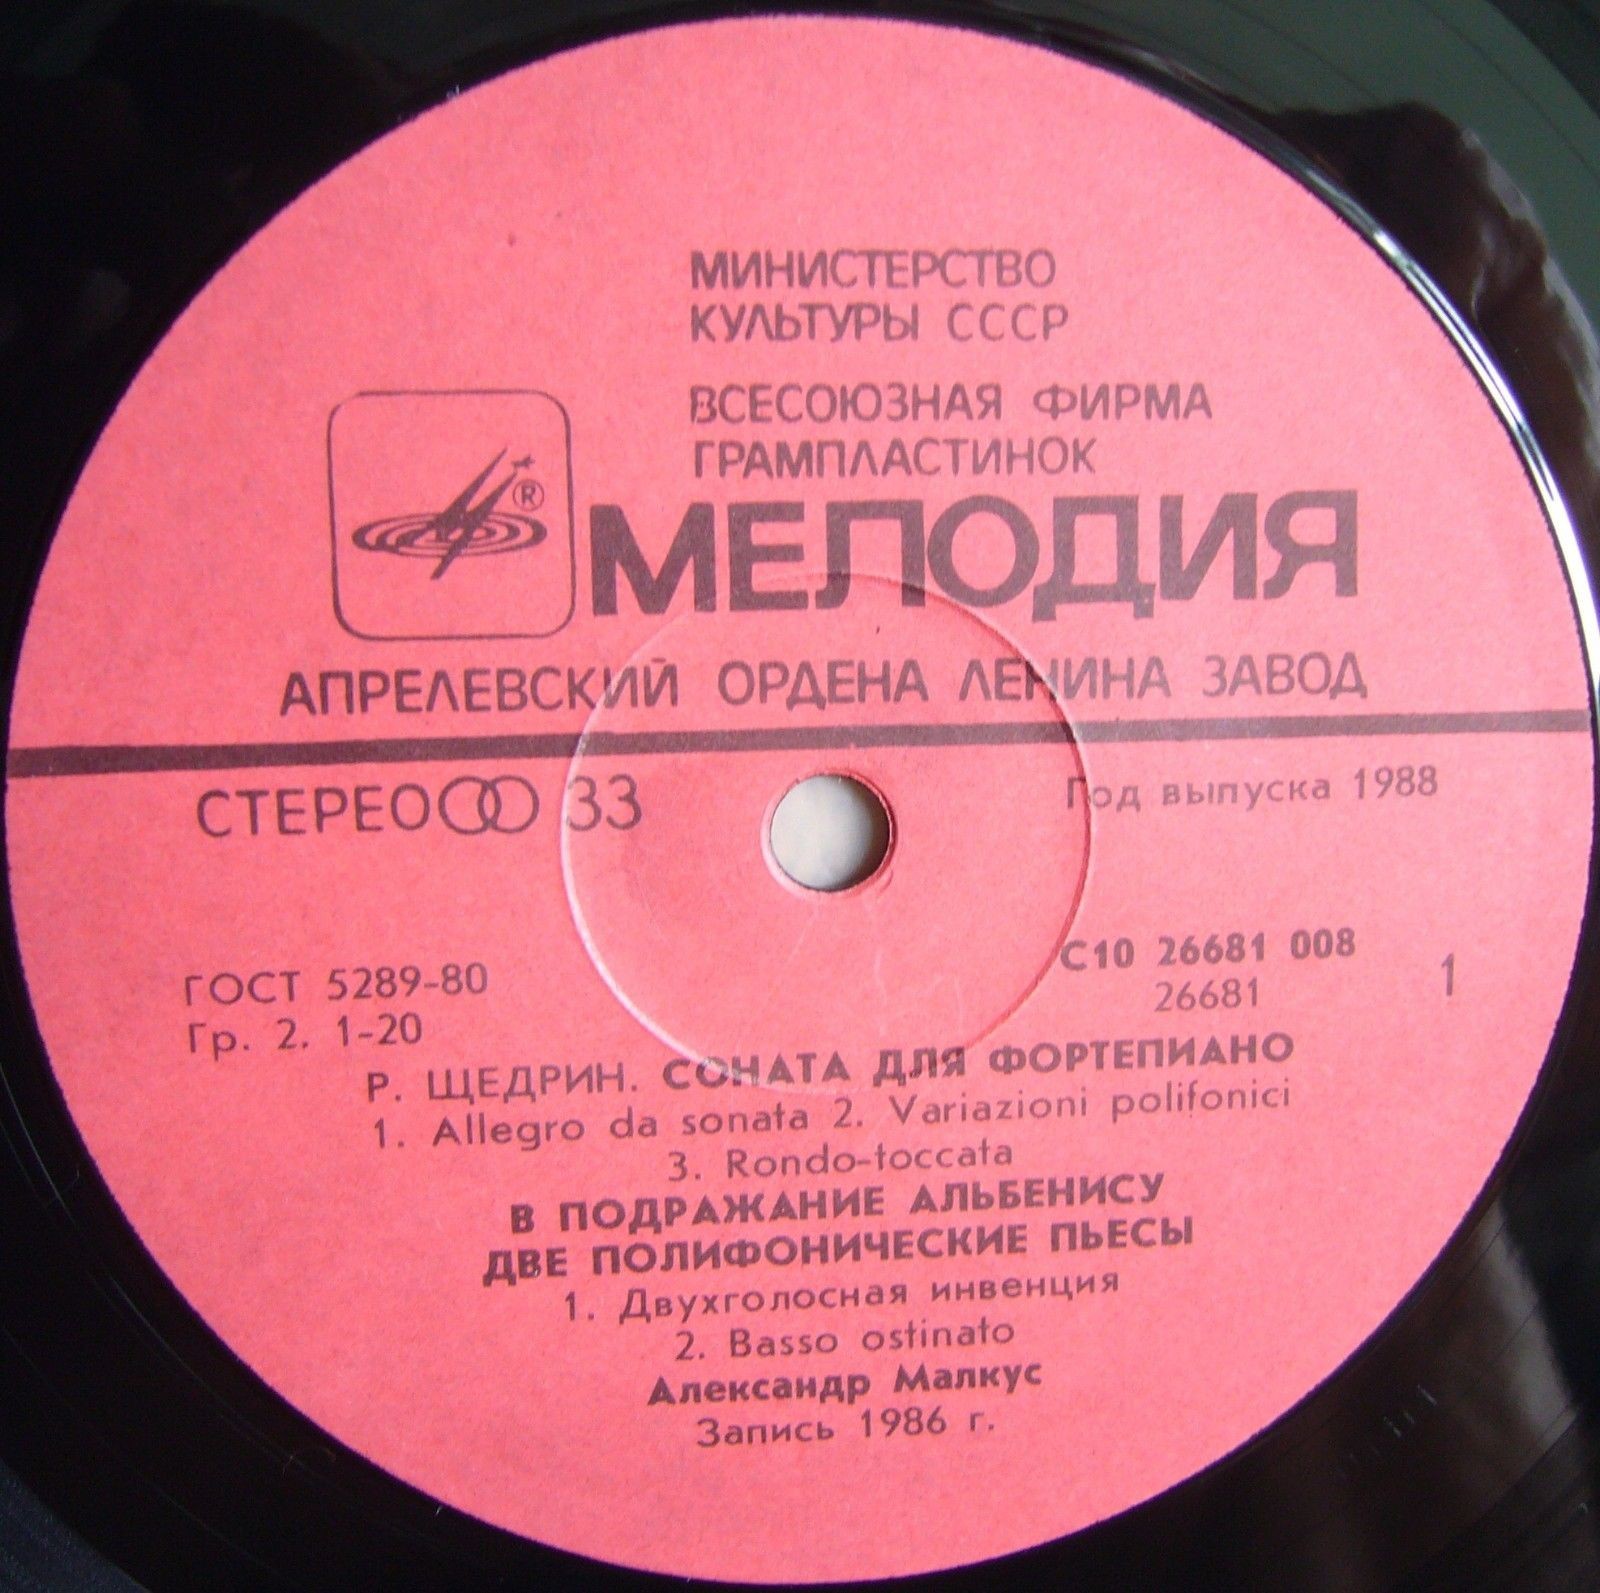 МИНИСТЕРСТВО
КУЛЬТУРЫ СССР
ВСЕСОЮЗНАЯ ФИРМА
ГРАМПЛАСТИНОК
®
МЕЛОДИЯ
АПРЕЛЕВСКИЙ ОРДЕНА ЛЕНИНА ЗАВОД
СТЕРЕО 33
Год выпуска 1988
ГОСТ 5289-80
Гр. 2. 1-20
С10 26681 008
26681
1
Р. ЩЕДРИН. СОНАТА ДЛЯ ФОРТЕПИАНО
1. Allegro da sonata 2. Variazioni polifonici
3. Rondo-toccata
В ПОДРАЖАНИЕ АЛЬБЕНИСУ
ДВЕ ПОЛИФОНИЧЕСКИЕ ПЬЕСЫ
1. Двухголосная инвенция
2. Basso ostinato
Александр Малкус
Запись 1986 г.